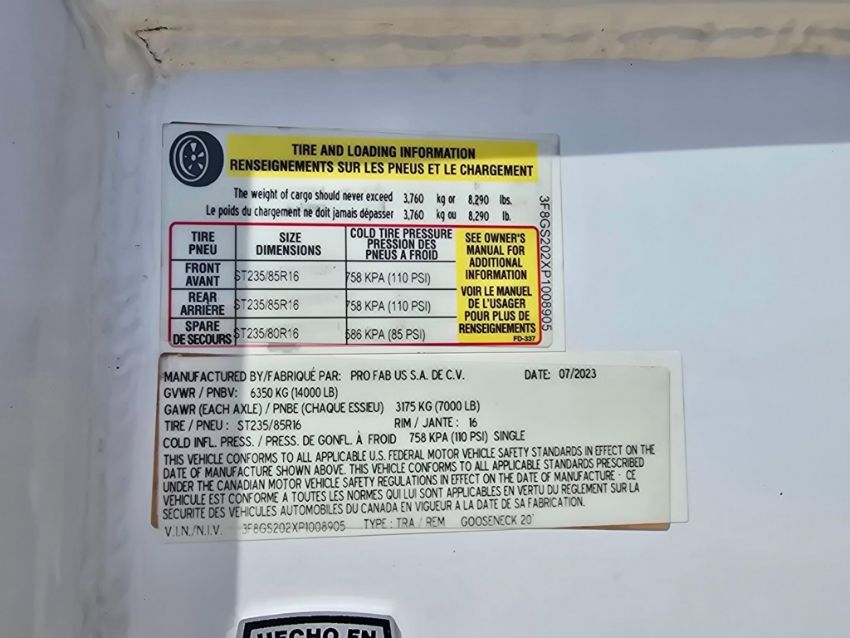 TIRE AND LOADING INFORMATION
RENSEIGNEMENTS SUR LES PNEUS ET LE CHARGEMENT
The weight of cargo should never exceed 3,760 kg or 8,290 lbs.
Le poids du chargement ne doit jamais dépasser 3,760 kg ou 8,290 lb.
TIRE PNEU SIZE DIMENSIONS COLD TIRE PRESSURE PRESSION DES PNEUS A FROID
FRONT AVANT ST235/85R16 758 KPA (110 PSI)
REAR ARRIÈRE ST235/85R16 758 KPA (110 PSI)
SPARE DE SECOURS ST235/80R16 586 KPA (85 PSI)
SEE OWNER'S
MANUAL FOR
ADDITIONAL
INFORMATION
VOIR LE MANUEL
DE L'USAGER
POUR PLUS DE
RENSEIGNEMENTS
FD-337
3F8GS202XP1008905
MANUFACTURED BY/FABRIQUÉ PAR: PRO FAB US S.A. DE C.V. DATE: 07/2023
GVWR / PNBV: 6350 KG (14000 LB)
GAWR (EACH AXLE) / PNBE (CHAQUE ESSIEU) 3175 KG (7000 LB)
TIRE / PNEU : ST235/85R16 RIM / JANTE : 16
COLD INFL. PRESS. / PRESS. DE GONFL. À FROID 758 KPA (110 PSI) SINGLE
THIS VEHICLE CONFORMS TO ALL APPLICABLE U.S. FEDERAL MOTOR VEHICLE SAFETY STANDARDS IN EFFECT ON THE
DATE OF MANUFACTURE SHOWN ABOVE. THIS VEHICLE CONFORMS TO ALL APPLICABLE STANDARDS PRESCRIBED
UNDER THE CANADIAN MOTOR VEHICLE SAFETY REGULATIONS IN EFFECT ON THE DATE OF MANUFACTURE - CE
VEHICULE EST CONFORME A TOUTES LES NORMES QUI LUI SONT APPLICABLES EN VERTU DU REGLEMENT SUR LA
SECURITE DES VEHICULES AUTOMOBILES DU CANADA EN VIGUEUR A LA DATE DE SA FABRICATION.
V.I.N./N.I.V. 3F8GS202XP1008905 TYPE : TRA / REM GOOSENECK 20'
HECHO EN